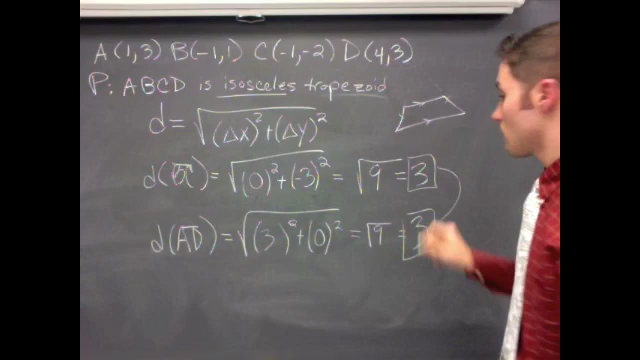 A(1,3) B(-1,1) C(-1,-2) D(4,3)
P: ABCD is isosceles trapezoid
d = √(Δx)² + (Δy)²
= √(0)² + (-3)² = √9 = 3
d(AD) = √(3)² + (0)² = √9 = 3